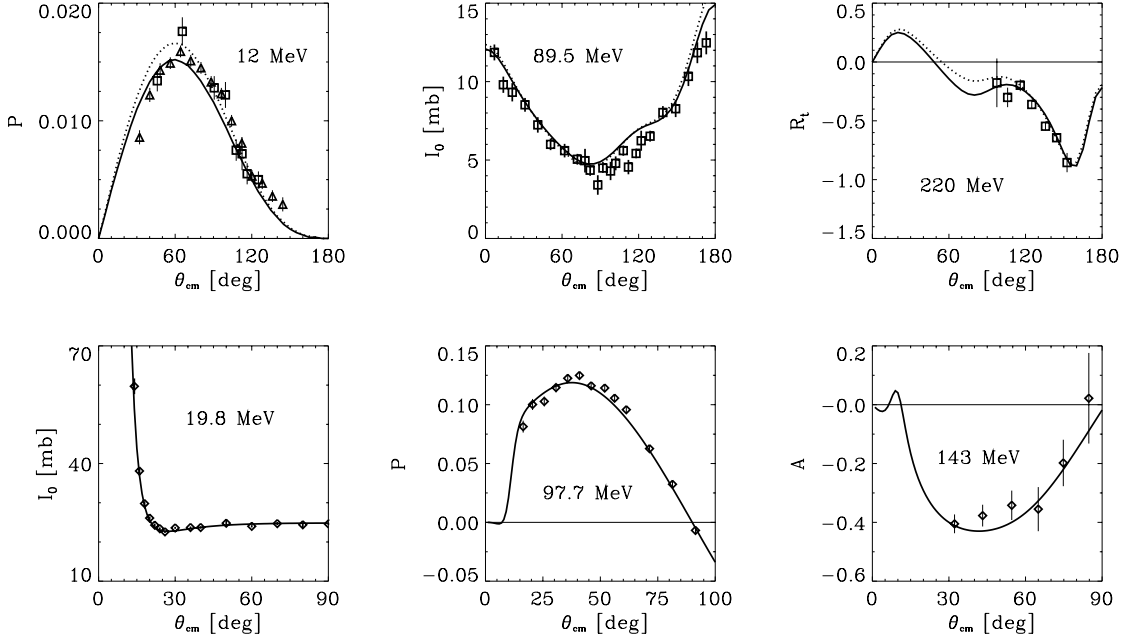 0.020
0.010
0.000
P
12 MeV
0 60 120 180
θcm [deg]
15
10
5
0
I0 [mb]
89.5 MeV
0 60 120 180
θcm [deg]
0.5
0.0
−0.5
−1.0
−1.5
Rt
220 MeV
0 60 120 180
θcm [deg]
70
40
10
I0 [mb]
19.8 MeV
0 30 60 90
θcm [deg]
0.15
0.10
0.05
0.00
−0.05
P
97.7 MeV
0 25 50 75 100
θcm [deg]
0.2
−0.0
−0.2
−0.4
−0.6
A
143 MeV
0 30 60 90
θcm [deg]